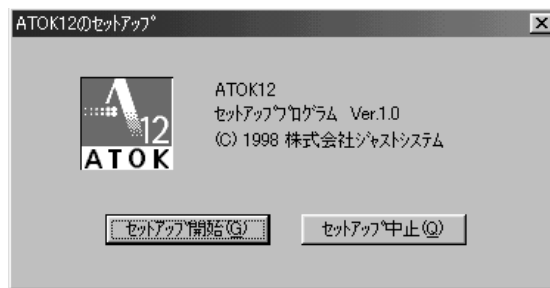 ATOK12のｾｯﾄｱｯﾌﾟ
A
12
ATOK
ATOK12
ｾｯﾄｱｯﾌﾟﾌﾟﾛｸﾞﾗﾑ Ver.1.0
(C) 1998 株式会社ｼﾞｬｽﾄｼｽﾃﾑ
ｾｯﾄｱｯﾌﾟ開始(G)
ｾｯﾄｱｯﾌﾟ中止(Q)